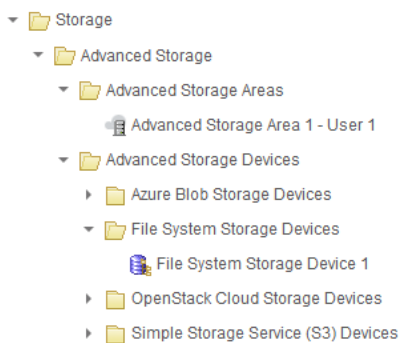 Storage
Advanced Storage
Advanced Storage Areas
Advanced Storage Area 1 - User 1
Advanced Storage Devices
Azure Blob Storage Devices
File System Storage Devices
File System Storage Device 1
OpenStack Cloud Storage Devices
Simple Storage Service (S3) Devices